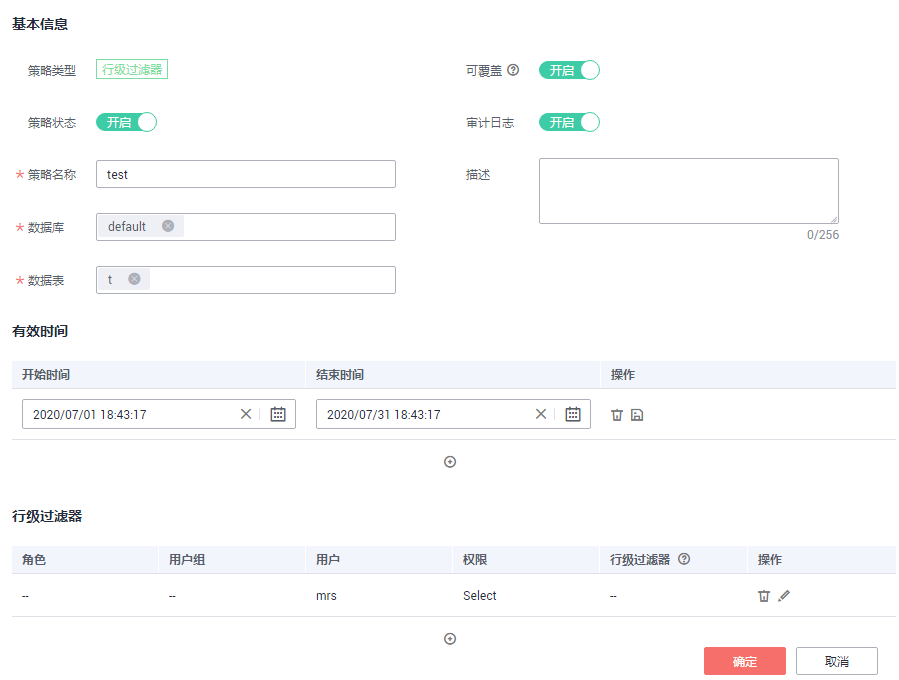 基本信息
策略类型 行级过滤器 可覆盖 开启
策略状态 开启 审计日志 开启
* 策略名称 test 描述
0/256
* 数据库 default
* 数据表 t
有效时间
开始时间 结束时间 操作
2020/07/01 18:43:17 2020/07/31 18:43:17
行级过滤器
角色 用户组 用户 权限 行级过滤器 操作
-- -- mrs Select --
确定 取消